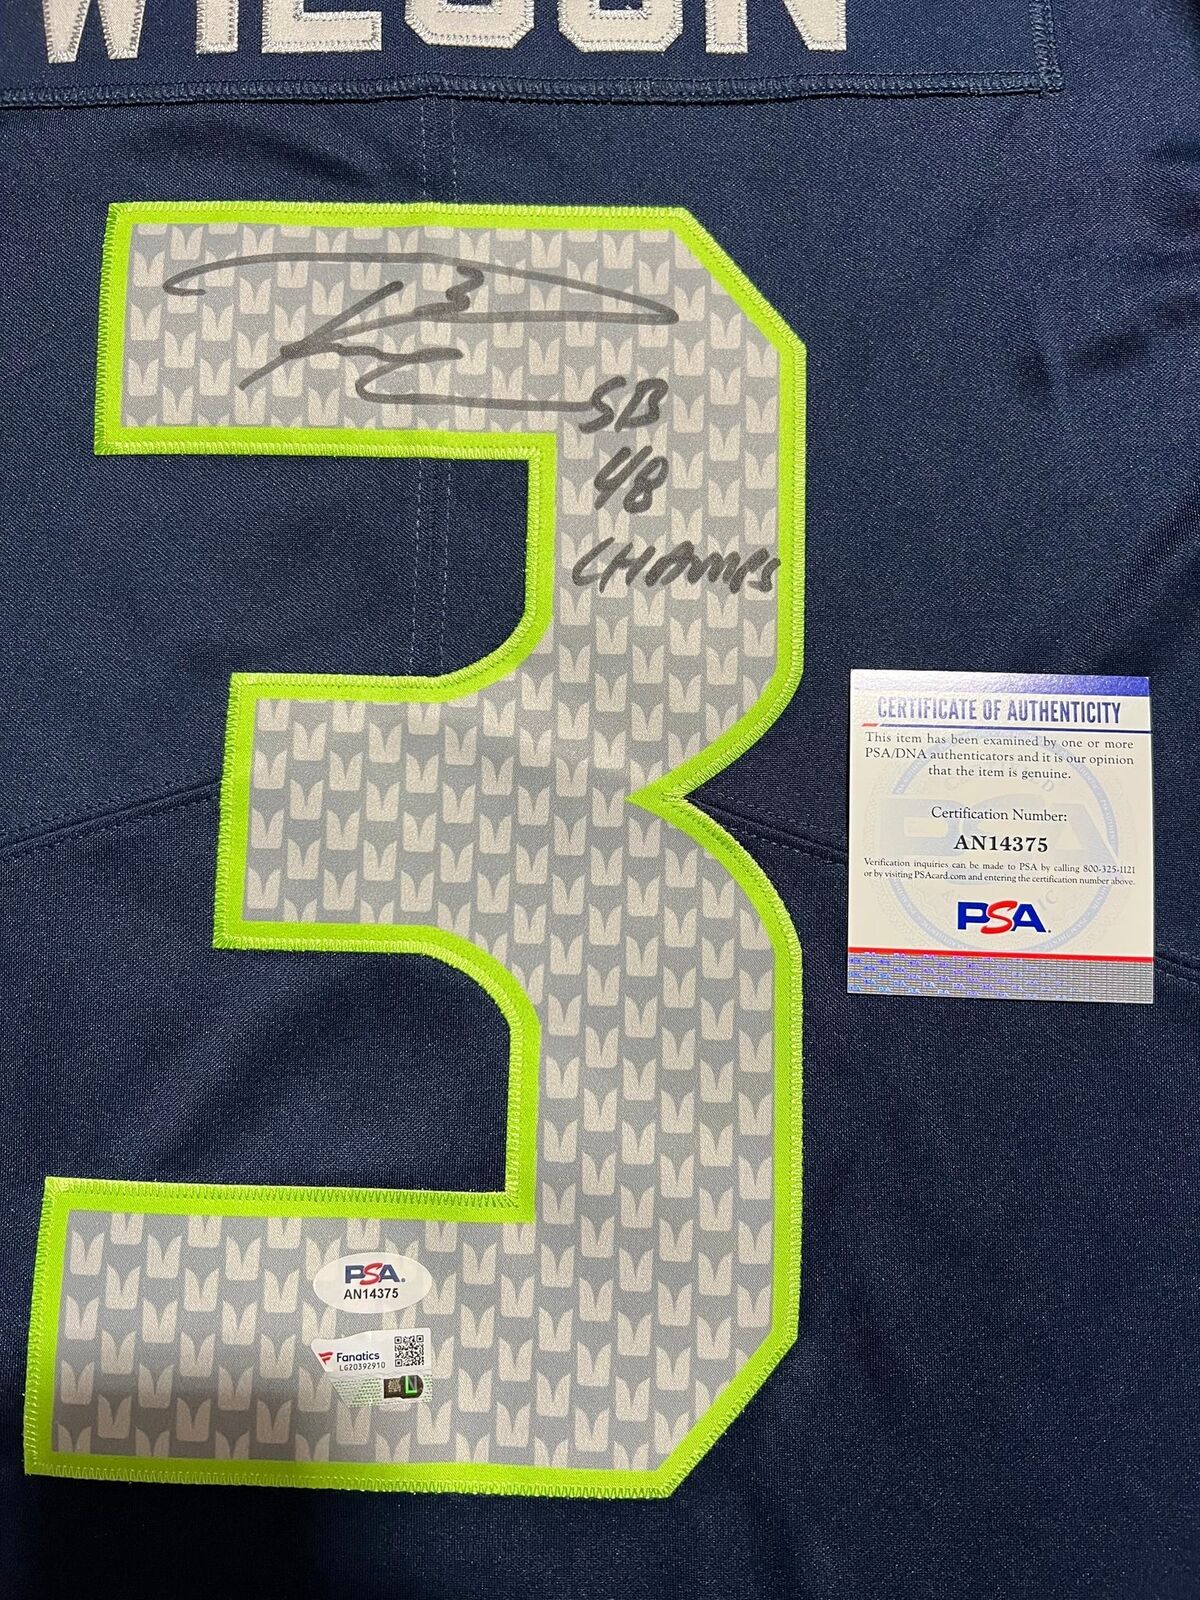 WILSON
3
3
SB
48
CHAMPS
CERTIFICATE OF AUTHENTICITY
This item has been examined by one or more
PSA/DNA authenticators and it is our opinion
that the item is genuine.
Certification Number:
AN14375
Verification inquiries can be made to PSA by calling 800-325-1121
or by visiting PSAcard.com and entering the certification number above.
PSA.
PSA.
AN14375
Fanatics
LG20392910